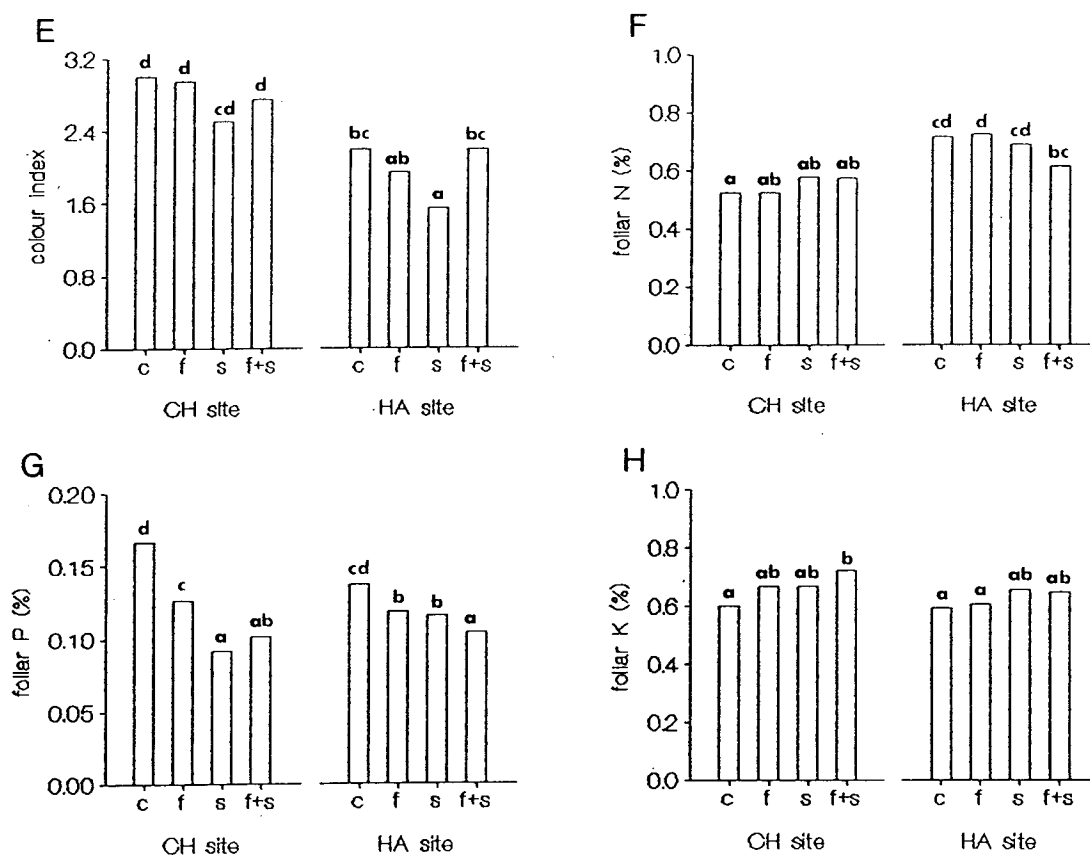 E
3.2
2.4
1.6
0.8
0.0
colour index
d d cd d
bc ab a bc
c f s f+s
c f s f+s
CH site
HA site
F
1.0
0.8
0.6
0.4
0.2
0.0
foliar N (%)
a ab ab ab
cd d cd bc
c f s f+s
c f s f+s
CH site
HA site
G
0.20
0.15
0.10
0.05
0.00
foliar P (%)
d c a ab
cd b b a
c f s f+s
c f s f+s
CH site
HA site
H
1.0
0.8
0.6
0.4
0.2
0.0
foliar K (%)
a ab ab b
a a ab ab
c f s f+s
c f s f+s
CH site
HA site